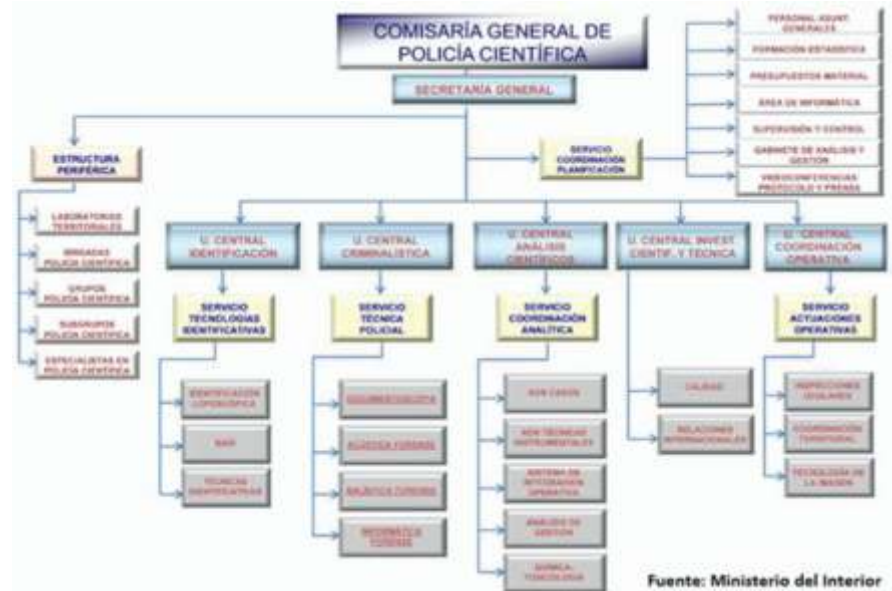 COMISARÍA GENERAL DE
POLICÍA CIENTÍFICA
SECRETARÍA GENERAL
PERSONAL ASUNT.
GENERALES
FORMACIÓN ESTADÍSTICA
PRESUPUESTOS MATERIAL
ÁREA DE INFORMÁTICA
SUPERVISIÓN Y CONTROL
GABINETE DE ANÁLISIS Y
GESTIÓN
VIDEOCONFERENCIAS
PROTOCOLO Y PRENSA
SERVICIO
COORDINACIÓN
PLANIFICACIÓN
ESTRUCTURA
PERIFÉRICA
LABORATORIOS
TERRITORIALES
BRIGADAS
POLICÍA CIENTÍFICA
GRUPOS
POLICÍA CIENTÍFICA
SUBGRUPOS
POLICÍA CIENTÍFICA
ESPECIALISTAS EN
POLICÍA CIENTÍFICA
U. CENTRAL
IDENTIFICACIÓN
SERVICIO
TECNOLOGÍAS
IDENTIFICATIVAS
IDENTIFICACIÓN
LOFOSCÓPICA
SAID
TÉCNICAS
IDENTIFICATIVAS
U. CENTRAL
CRIMINALÍSTICA
SERVICIO
TÉCNICA
POLICIAL
DOCUMENTOSCOPIA
ACÚSTICA FORENSE
BALÍSTICA FORENSE
INFORMÁTICA
FORENSE
U. CENTRAL
ANÁLISIS
CIENTÍFICOS
SERVICIO
COORDINACIÓN
ANALÍTICA
ADN CASOS
ADN TÉCNICAS
INSTRUMENTALES
SISTEMA DE
INTEGRACIÓN
OPERATIVA
ANÁLISIS DE
GESTIÓN
QUÍMICA-
TOXICOLOGÍA
U. CENTRAL INVEST.
CIENTIF. Y TÉCNICA
CALIDAD
RELACIONES
INTERNACIONALES
U. CENTRAL
COORDINACIÓN
OPERATIVA
SERVICIO
ACTUACIONES
OPERATIVAS
INSPECCIONES
OCULARES
COORDINACIÓN
TERRITORIAL
TECNOLOGÍA DE
LA IMAGEN
Fuente: Ministerio del Interior